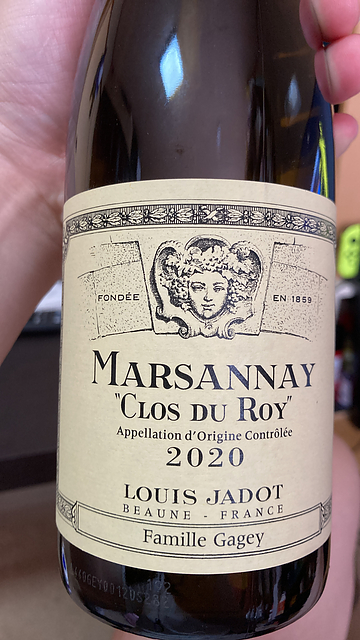 FONDÉE EN 1859
MARSANNAY
"CLOS DU ROY"
Appellation d'Origine Contrôlée
2020
LOUIS JADOT
BEAUNE - FRANCE
Famille Gagey